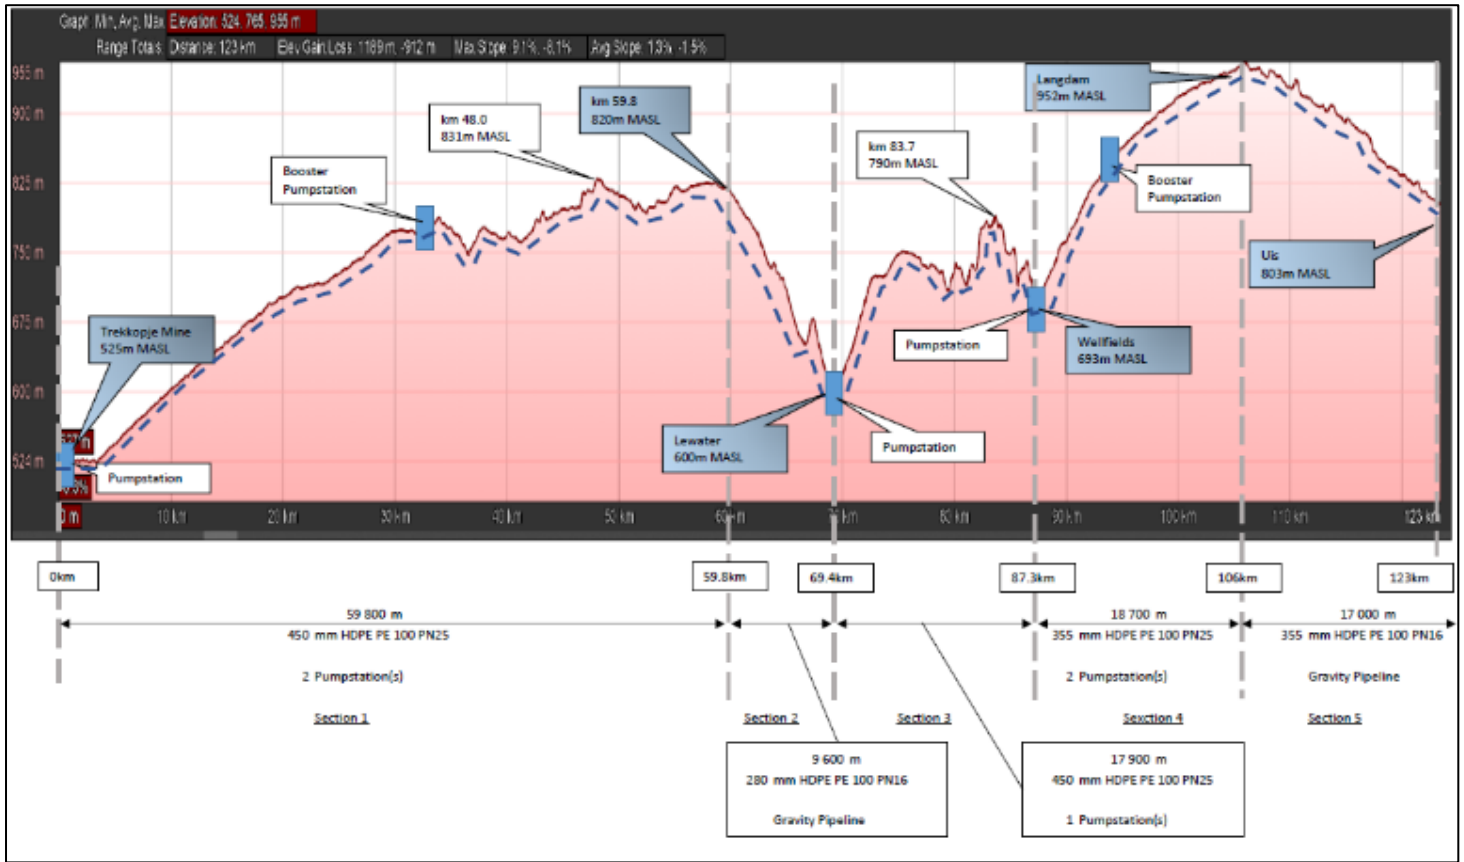 Graph: Min, Avg, Max Elevation: 524, 765, 955 m
Range Totals: Distance: 123 km Elev Gain/Loss: 1189 m, -912 m Max Slope: 9.1%, -8.1% Avg Slope: 1.3%, -1.5%
955 m
900 m
825 m
750 m
675 m
600 m
524 m
Trekkopje Mine
525m MASL
Pumpstation
Booster
Pumpstation
km 48.0
831m MASL
km 59.8
820m MASL
Lewater
600m MASL
Pumpstation
km 83.7
790m MASL
Pumpstation
Wellfields
693m MASL
Langdam
952m MASL
Booster
Pumpstation
Uis
803m MASL
0 m 10 km 20 km 30 km 40 km 50 km 60 km 70 km 80 km 90 km 100 km 110 km 123 km
0km
59.8km
69.4km
87.3km
106km
123km
59 800 m
450 mm HDPE PE 100 PN25
2 Pumpstation(s)
Section 1
Section 2
9 600 m
280 mm HDPE PE 100 PN16
Gravity Pipeline
Section 3
17 900 m
450 mm HDPE PE 100 PN25
1 Pumpstation(s)
18 700 m
355 mm HDPE PE 100 PN25
2 Pumpstation(s)
Sexction 4
17 000 m
355 mm HDPE PE 100 PN16
Gravity Pipeline
Section 5